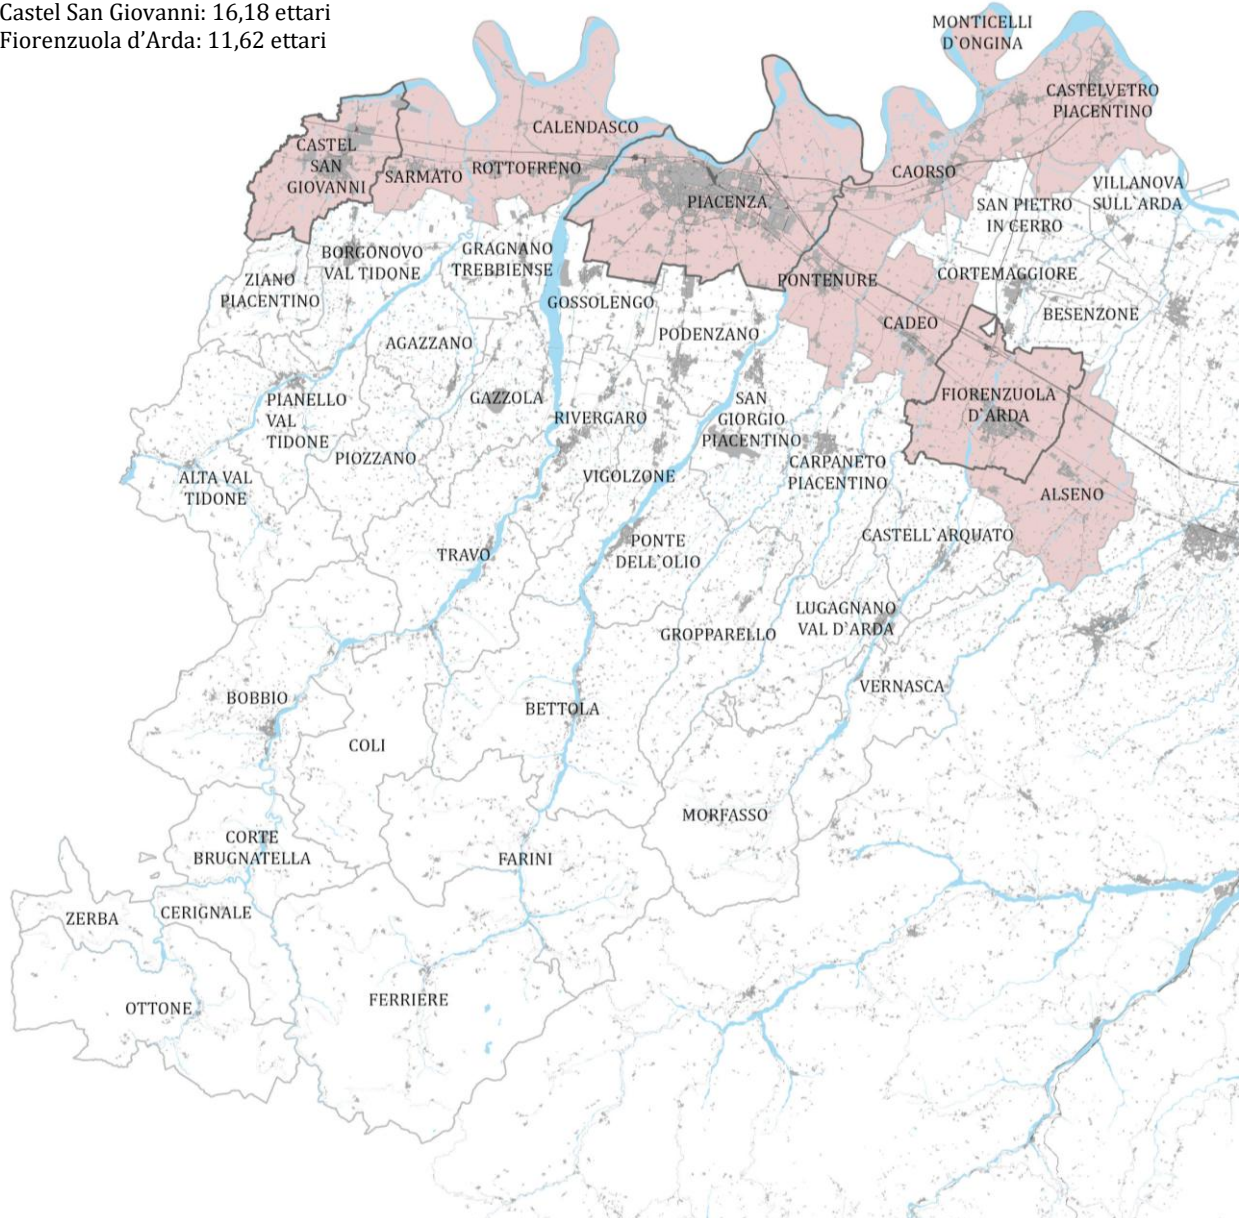 Castel San Giovanni: 16,18 ettari
Fiorenzuola d’Arda: 11,62 ettari
MONTICELLI
D`ONGINA
CASTELVETRO
PIACENTINO
CALENDASCO
CASTEL
SAN
GIOVANNI
SARMATO
ROTTOFRENO
CAORSO
PIACENZA
VILLANOVA
SULL`ARDA
SAN PIETRO
IN CERRO
BORGONOVO
VAL TIDONE
GRAGNANO
TREBBIENSE
ZIANO
PIACENTINO
PONTENURE
CORTEMAGGIORE
GOSSOLENGO
BESENZONE
CADEO
PODENZANO
AGAZZANO
GAZZOLA
PIANELLO
VAL
TIDONE
RIVERGARO
SAN
GIORGIO
PIACENTINO
FIORENZUOLA
D`ARDA
PIOZZANO
CARPANETO
PIACENTINO
VIGOLZONE
ALTA VAL
TIDONE
ALSENO
CASTELL`ARQUATO
PONTE
DELL`OLIO
TRAVO
LUGAGNANO
VAL D`ARDA
GROPPARELLO
VERNASCA
BOBBIO
BETTOLA
COLI
MORFASSO
CORTE
BRUGNATELLA
FARINI
ZERBA
CERIGNALE
FERRIERE
OTTONE